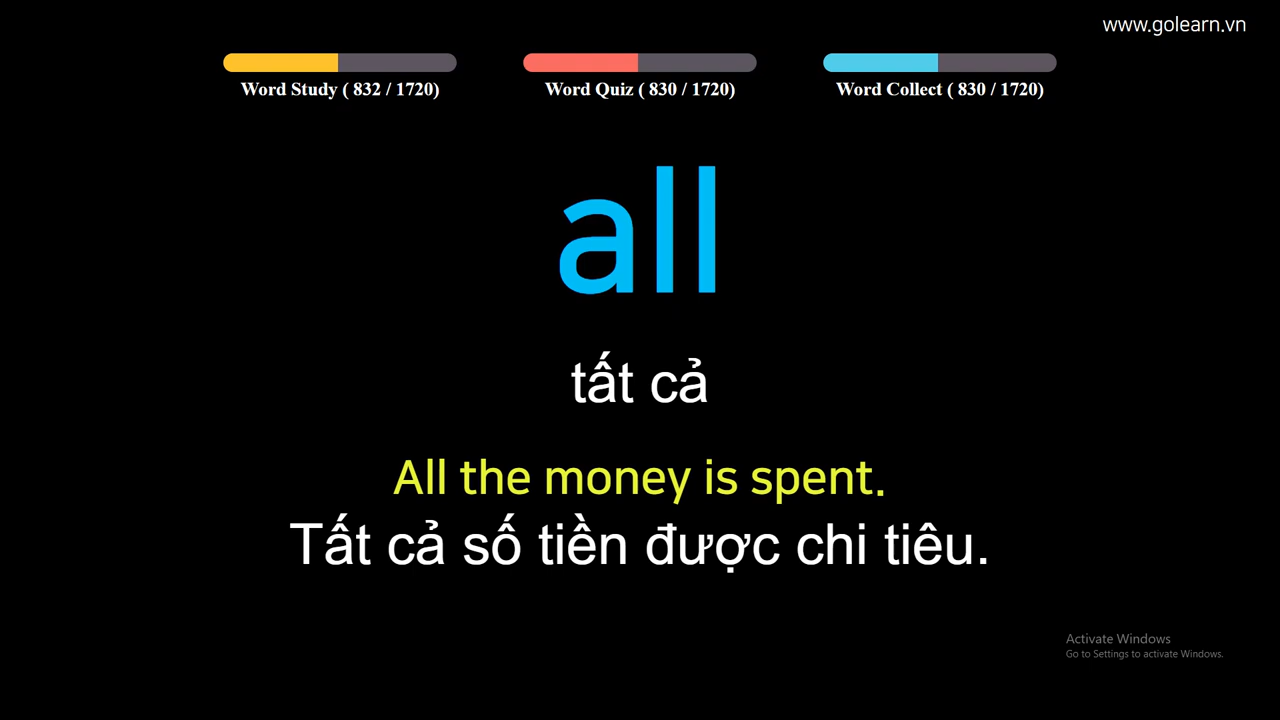 www.golearn.vn
Word Study ( 832 / 1720)
Word Quiz ( 830 / 1720)
Word Collect ( 830 / 1720)
all
tất cả
All the money is spent.
Tất cả số tiền được chi tiêu.
Activate Windows
Go to Settings to activate Windows.